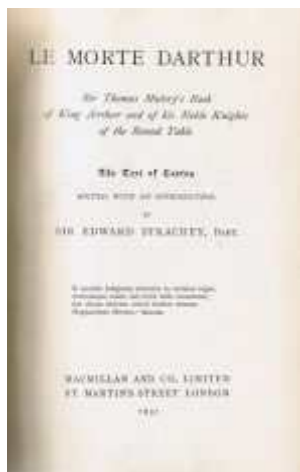 LE MORTE DARTHUR
Sir Thomas Malory's Book
of King Arthur and of his Noble Knights
of the Round Table
The Text of Caxton
EDITED WITH AN INTRODUCTION
BY
SIR EDWARD STRACHEY, Bart.
MACMILLAN AND CO., LIMITED
ST. MARTIN'S STREET, LONDON